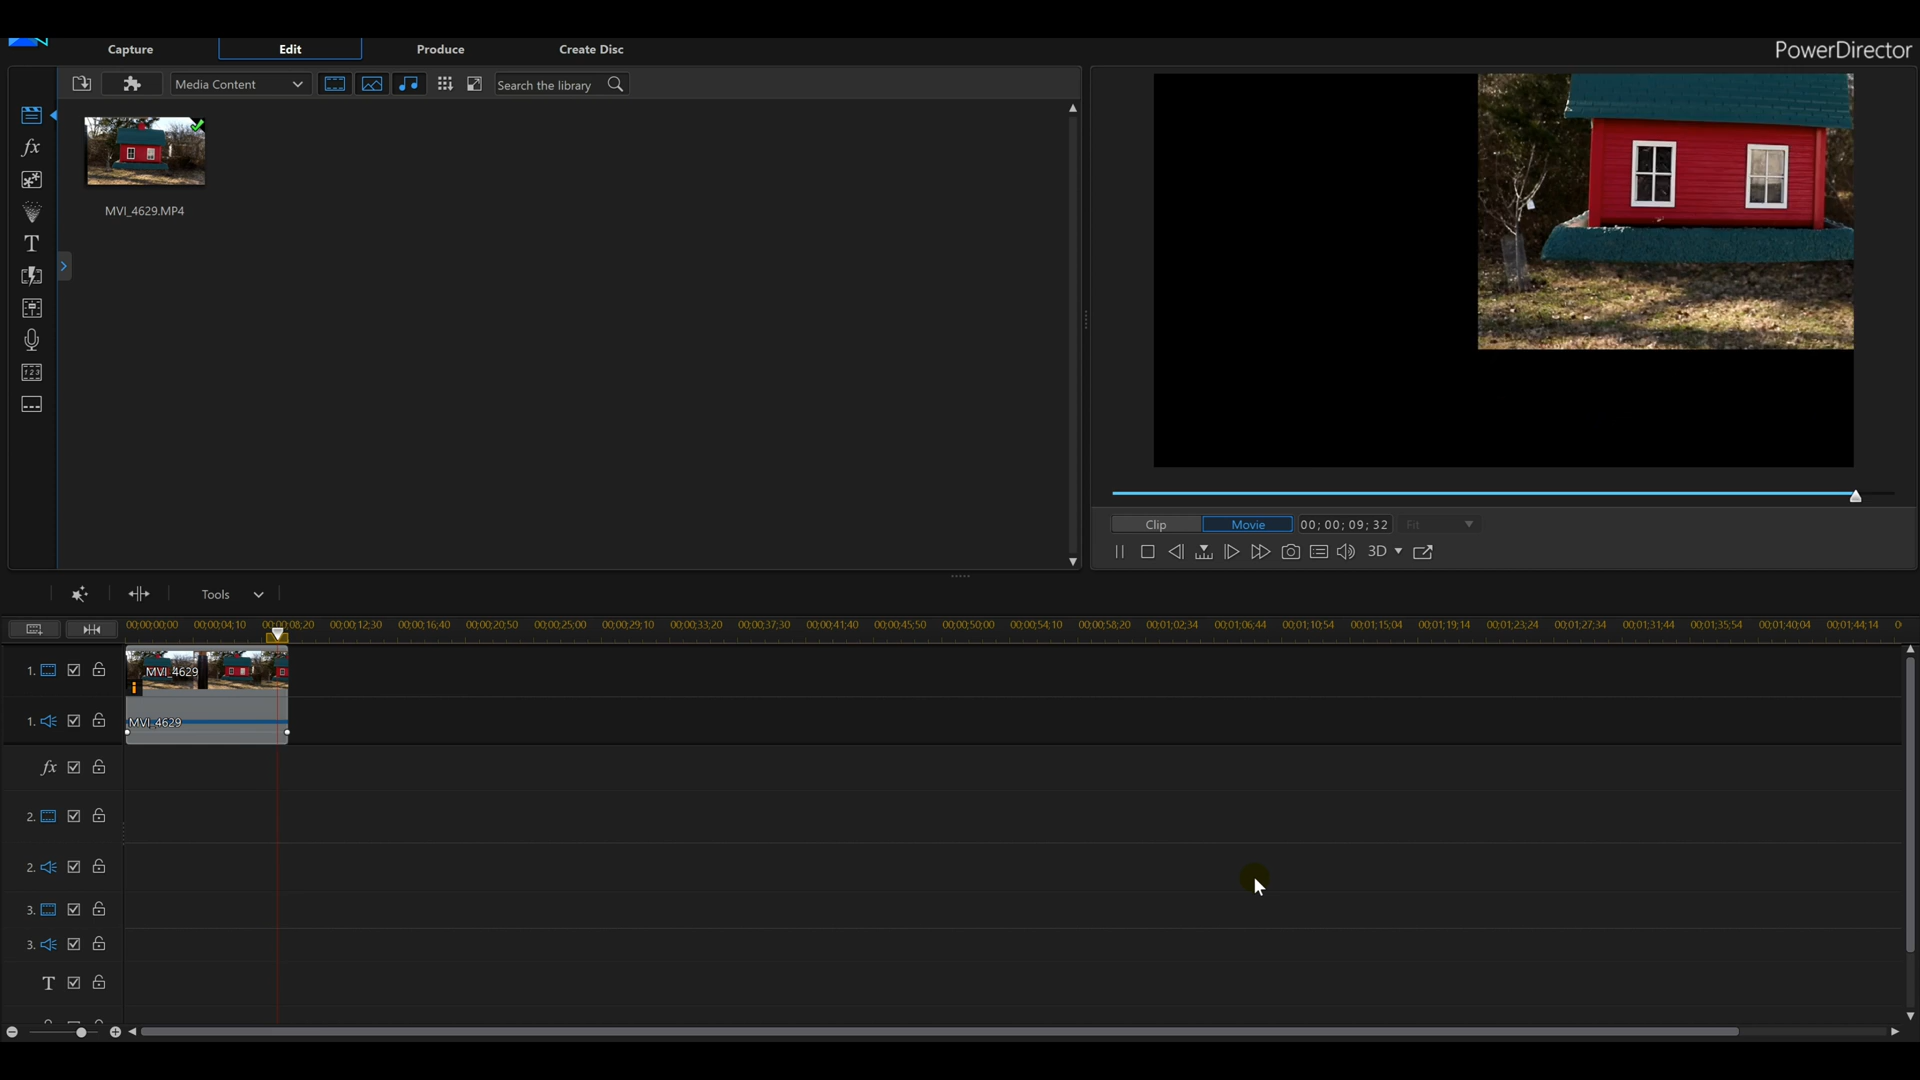 Capture Edit Produce Create Disc PowerDirector
Media Content Search the library
fx
T
MVI_4629.MP4
Clip Movie 00; 00; 09; 32 Fit
3D
Tools
00;00;00;00 00;00;04;10 00;00;08;20 00;00;12;30 00;00;16;40 00;00;20;50 00;00;25;00 00;00;29;10 00;00;33;20 00;00;37;30 00;00;41;40 00;00;45;50 00;00;50;00 00;00;54;10 00;00;58;20 00;01;02;34 00;01;06;44 00;01;10;54 00;01;15;04 00;01;19;14 00;01;23;24 00;01;27;34 00;01;31;44 00;01;35;54 00;01;40;04 00;01;44;14
1. MVI_4629
1. MVI_4629
fx
2.
2.
3.
3.
T